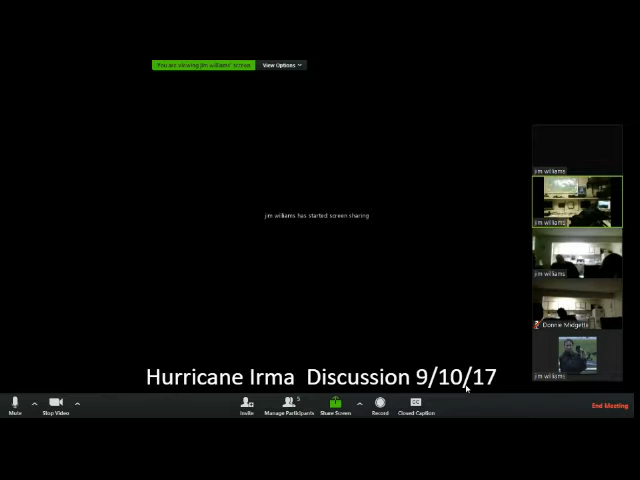 You are viewing jim williams' screen
View Options
jim williams
jim williams
jim williams has started screen sharing
jim williams
Donnie Midgette
jim williams
Hurricane Irma Discussion 9/10/17
Mute
Stop Video
Invite
5
Manage Participants
Share Screen
Record
CC
Closed Caption
End Meeting